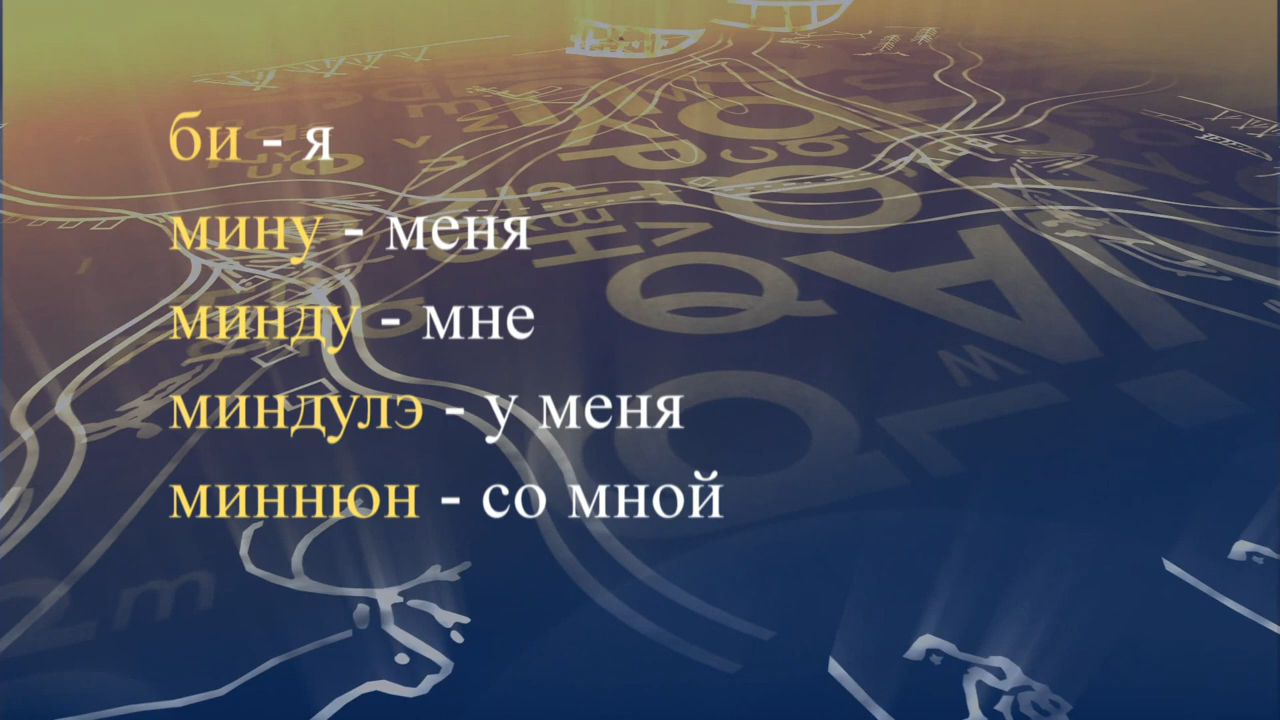 би - я
мину - меня
минду - мне
миндулэ - у меня
миннюн - со мной